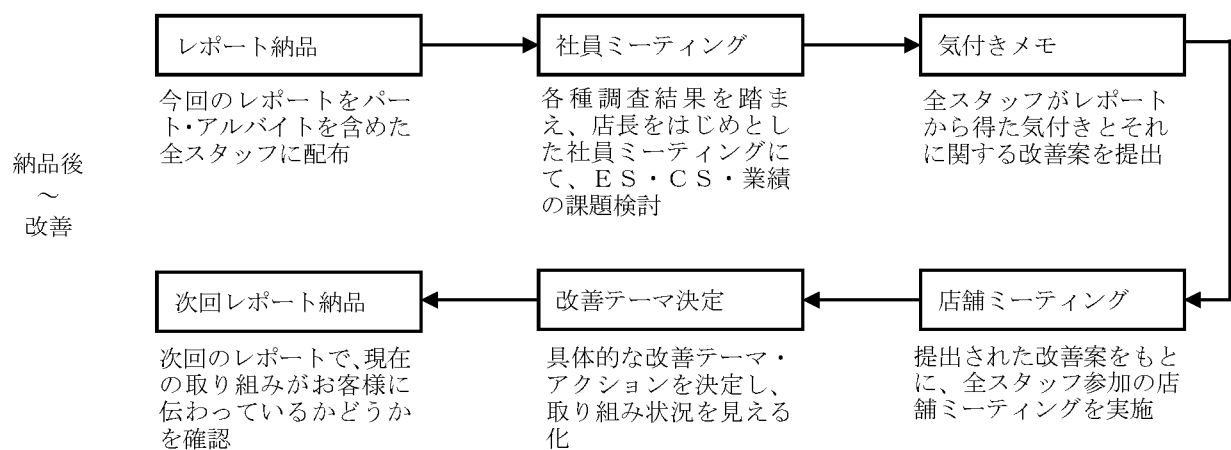 納品後
～
改善
レポート納品
今回のレポートをパー
ト・アルバイトを含めた
全スタッフに配布
社員ミーティング
各種調査結果を踏ま
え、店長をはじめとし
た社員ミーティングに
て、ＥＳ・ＣＳ・業績
の課題検討
気付きメモ
全スタッフがレポート
から得た気付きとそれ
に関する改善案を提出
店舗ミーティング
提出された改善案をもと
に、全スタッフ参加の店
舗ミーティングを実施
改善テーマ決定
具体的な改善テーマ・
アクションを決定し、
取り組み状況を見える
化
次回レポート納品
次回のレポートで、現在
の取り組みがお客様に
伝わっているかどうか
を確認